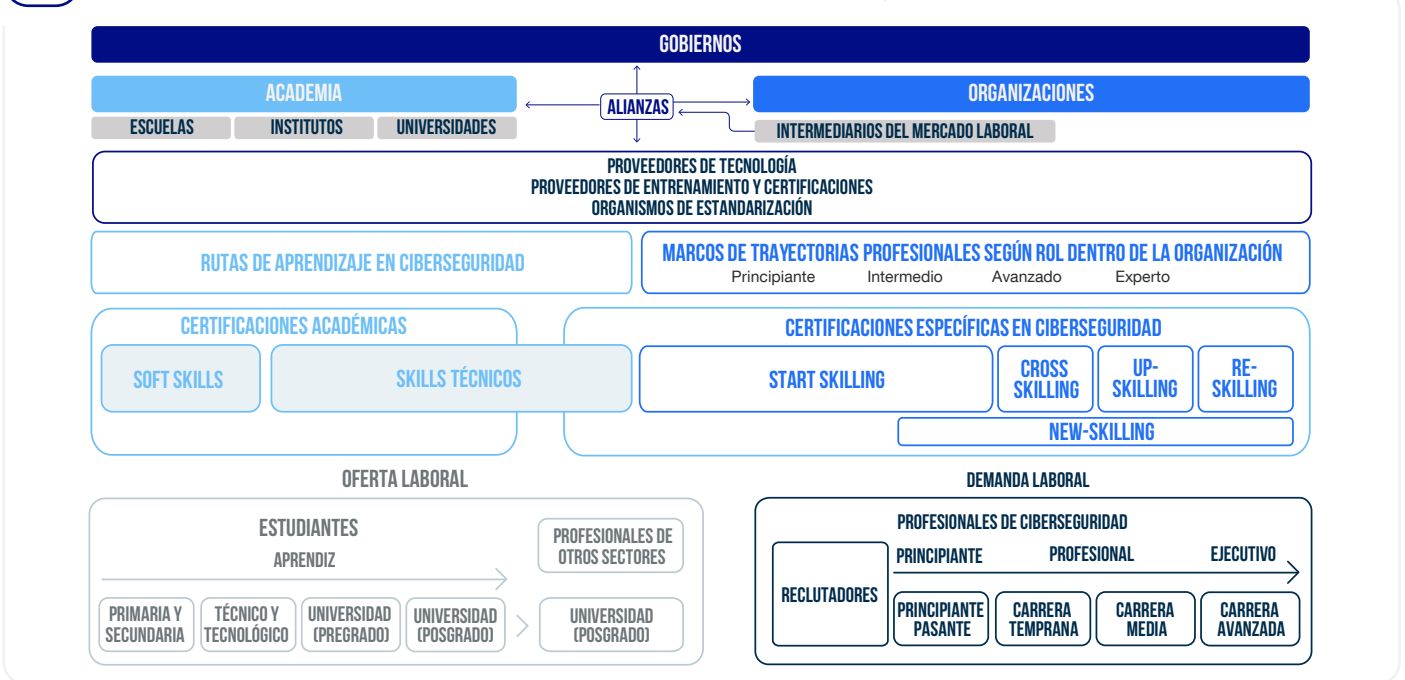 GOBIERNOS
ACADEMIA
ALIANZAS
ORGANIZACIONES
ESCUELAS
INSTITUTOS
UNIVERSIDADES
INTERMEDIARIOS DEL MERCADO LABORAL
PROVEEDORES DE TECNOLOGÍA
PROVEEDORES DE ENTRENAMIENTO Y CERTIFICACIONES
ORGANISMOS DE ESTANDARIZACIÓN
RUTAS DE APRENDIZAJE EN CIBERSEGURIDAD
MARCOS DE TRAYECTORIAS PROFESIONALES SEGÚN ROL DENTRO DE LA ORGANIZACIÓN
Principiante Intermedio Avanzado Experto
CERTIFICACIONES ACADÉMICAS
SOFT SKILLS
SKILLS TÉCNICOS
CERTIFICACIONES ESPECÍFICAS EN CIBERSEGURIDAD
START SKILLING
CROSS
SKILLING
UP-
SKILLING
RE-
SKILLING
NEW-SKILLING
OFERTA LABORAL
ESTUDIANTES
APRENDIZ
PROFESIONALES DE
OTROS SECTORES
PRIMARIA Y
SECUNDARIA
TÉCNICO Y
TECNOLÓGICO
UNIVERSIDAD
(PREGRADO)
UNIVERSIDAD
(POSGRADO)
UNIVERSIDAD
(POSGRADO)
DEMANDA LABORAL
PROFESIONALES DE CIBERSEGURIDAD
RECLUTADORES
PRINCIPIANTE
PROFESIONAL
EJECUTIVO
PRINCIPIANTE
PASANTE
CARRERA
TEMPRANA
CARRERA
MEDIA
CARRERA
AVANZADA